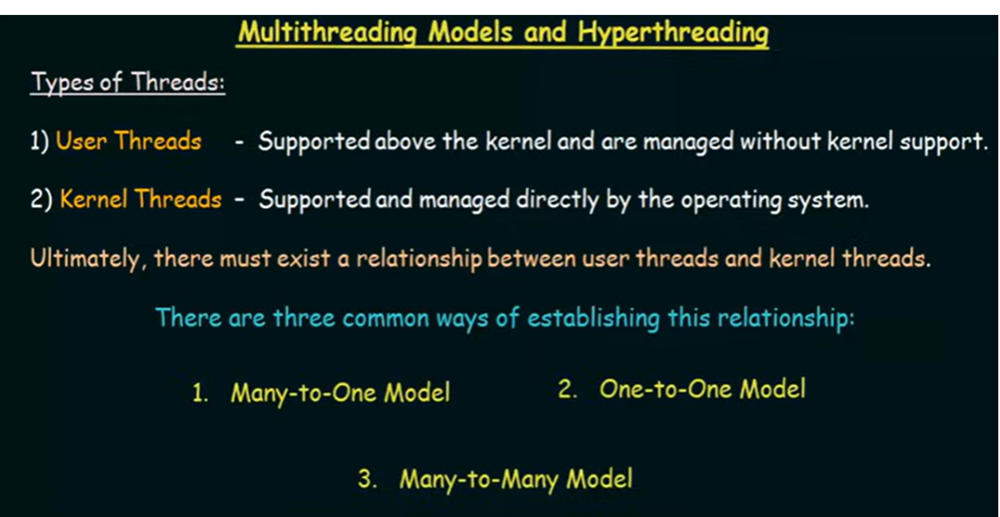 Multithreading Models and Hyperthreading
Types of Threads:
1) User Threads - Supported above the kernel and are managed without kernel support.
2) Kernel Threads - Supported and managed directly by the operating system.
Ultimately, there must exist a relationship between user threads and kernel threads.
There are three common ways of establishing this relationship:
1. Many-to-One Model
2. One-to-One Model
3. Many-to-Many Model